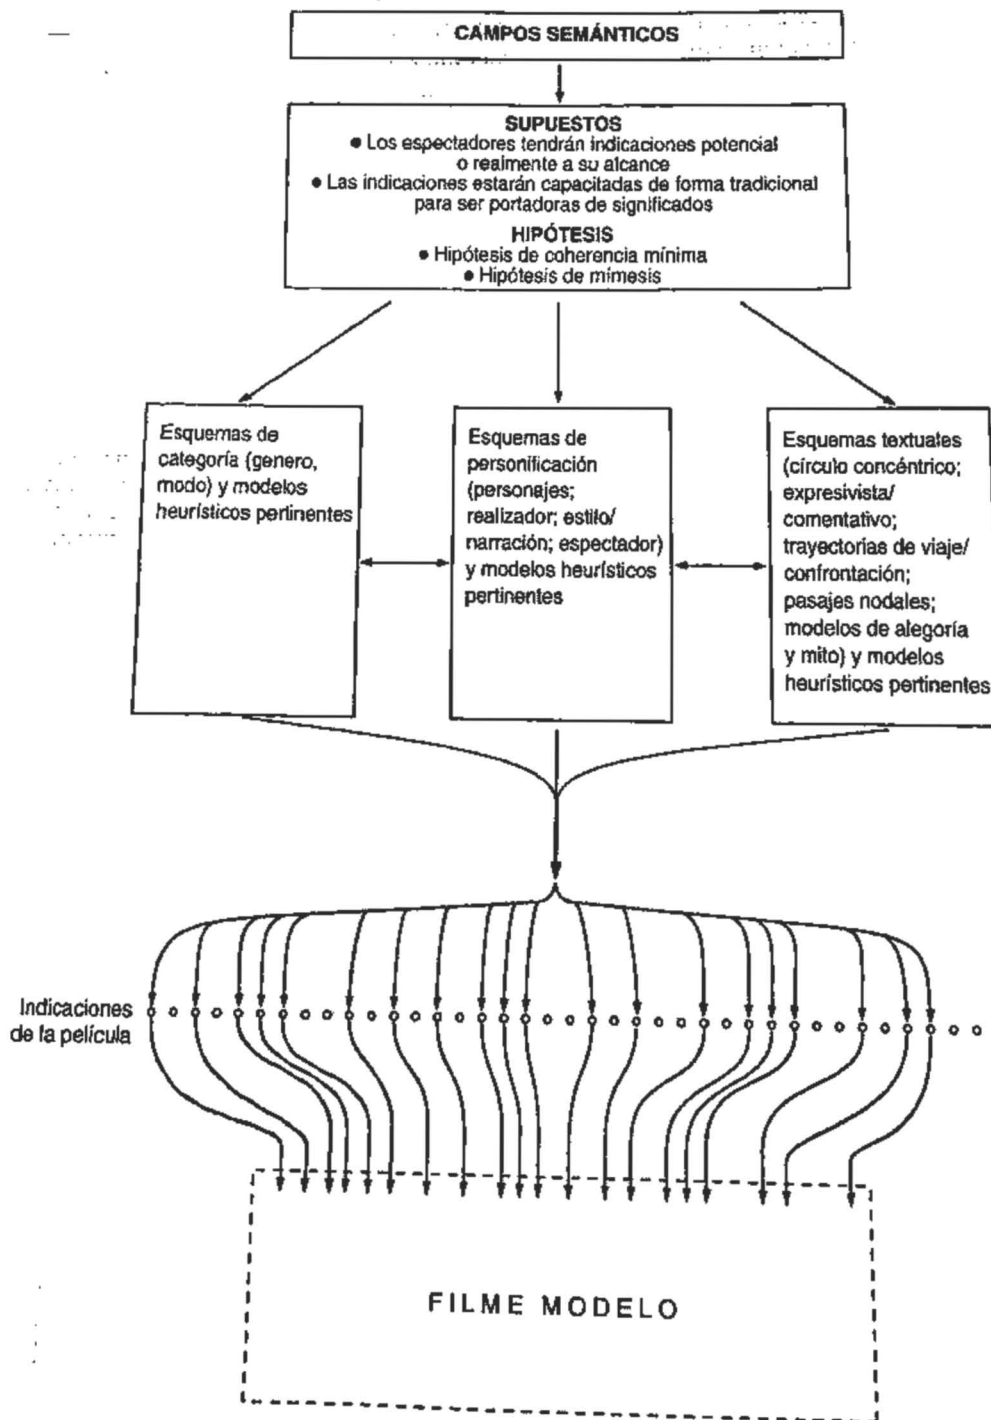 CAMPOS SEMÁNTICOS
SUPUESTOS
● Los espectadores tendrán indicaciones potencial
o realmente a su alcance
● Las indicaciones estarán capacitadas de forma tradicional
para ser portadoras de significados
HIPÓTESIS
● Hipótesis de coherencia mínima
● Hipótesis de mímesis
Esquemas de
categoría (genero,
modo) y modelos
heurísticos pertinentes
Esquemas de
personificación
(personajes;
realizador; estilo/
narración; espectador)
y modelos heurísticos
pertinentes
Esquemas textuales
(círculo concéntrico;
expresivista/
comentativo;
trayectorias de viaje/
confrontación;
pasajes nodales;
modelos de alegoría
y mito) y modelos
heurísticos pertinentes
Indicaciones
de la película
FILME MODELO